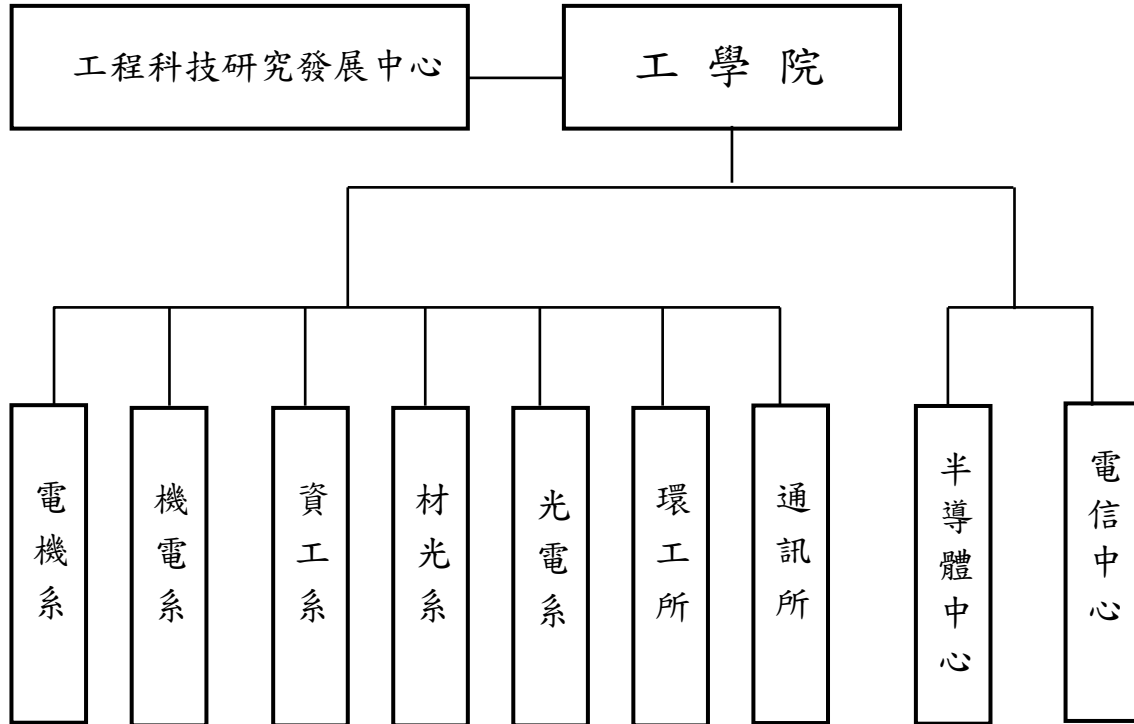 工程科技研究發展中心
工 學 院
電機系
機電系
資工系
材光系
光電系
環工所
通訊所
半導體中心
電信中心